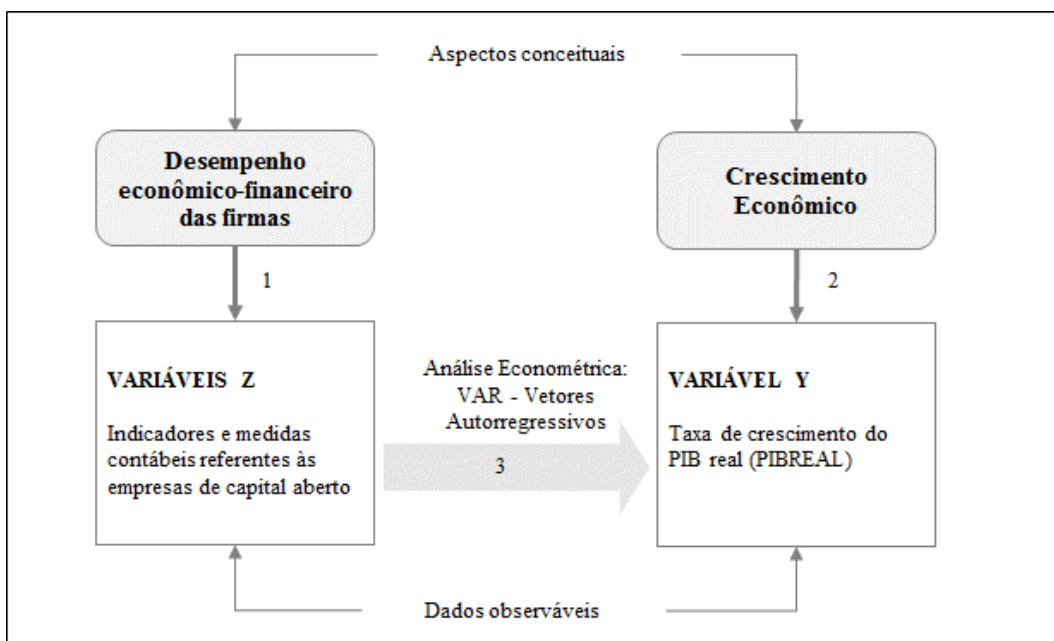 Aspectos conceituais
Desempenho
econômico-financeiro
das firmas
Crescimento
Econômico
1
2
VARIÁVEIS Z
Indicadores e medidas
contábeis referentes às
empresas de capital aberto
Análise Econométrica:
VAR - Vetores
Autorregressivos
3
VARIÁVEL Y
Taxa de crescimento do
PIB real (PIBREAL)
Dados observáveis